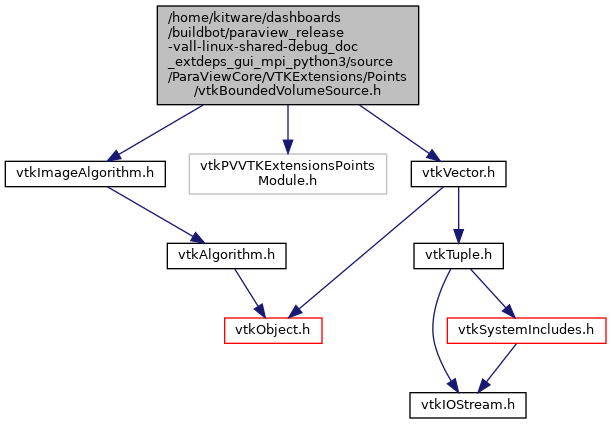 /home/kitware/dashboards
/buildbot/paraview_release
-vall-linux-shared-debug_doc
_extdeps_gui_mpi_python3/source
/ParaViewCore/VTKExtensions/Points
/vtkBoundedVolumeSource.h
vtkImageAlgorithm.h
vtkPVVTKExtensionsPoints
Module.h
vtkVector.h
vtkAlgorithm.h
vtkTuple.h
vtkObject.h
vtkSystemIncludes.h
vtkIOStream.h